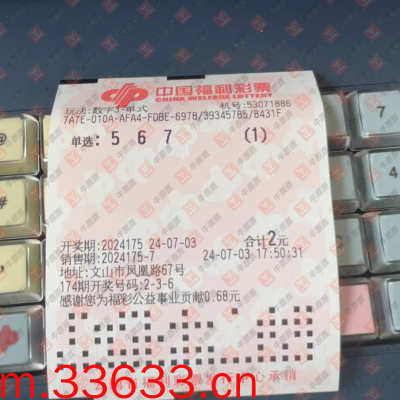 中国福利彩票
CHINA WELFARE LOTTERY
玩法:数字3-单式 机号:53071886
7A7E-010A-AFA4-FDBE-6978/39345785/B431F
单选: 5 6 7 (1)
开奖期:2024175 24-07-03 合计2元
销售期:2024175-7 24-07-03 17:50:31
地址:文山市凤凰路67号
174期开奖号码:2-3-6
感谢您为福彩公益事业贡献0.68元
m.33633.cn
@
#
7
4